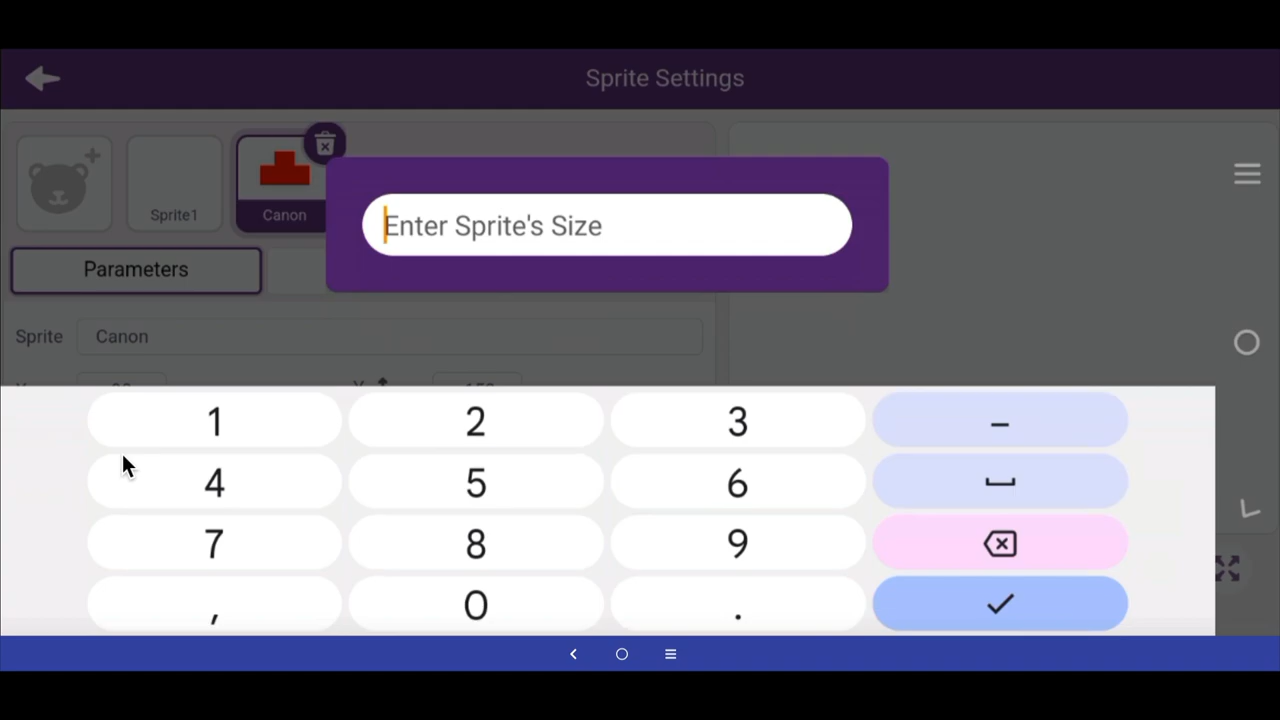 Sprite Settings
Sprite1
Canon
Enter Sprite's Size
Parameters
Sprite
Canon
1
2
3
–
4
5
6
7
8
9
,
0
.